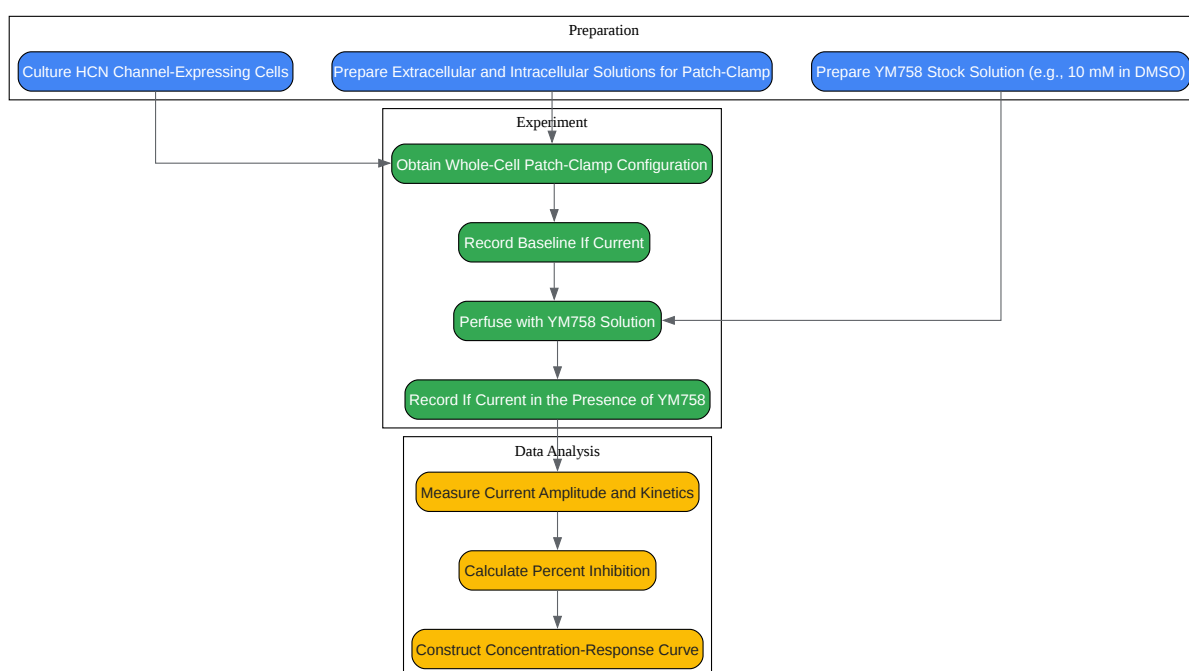 Preparation
Culture HCN Channel-Expressing Cells
Prepare Extracellular and Intracellular Solutions for Patch-Clamp
Prepare YM758 Stock Solution (e.g., 10 mM in DMSO)
Experiment
Obtain Whole-Cell Patch-Clamp Configuration
Record Baseline If Current
Perfuse with YM758 Solution
Record If Current in the Presence of YM758
Data Analysis
Measure Current Amplitude and Kinetics
Calculate Percent Inhibition
Construct Concentration-Response Curve